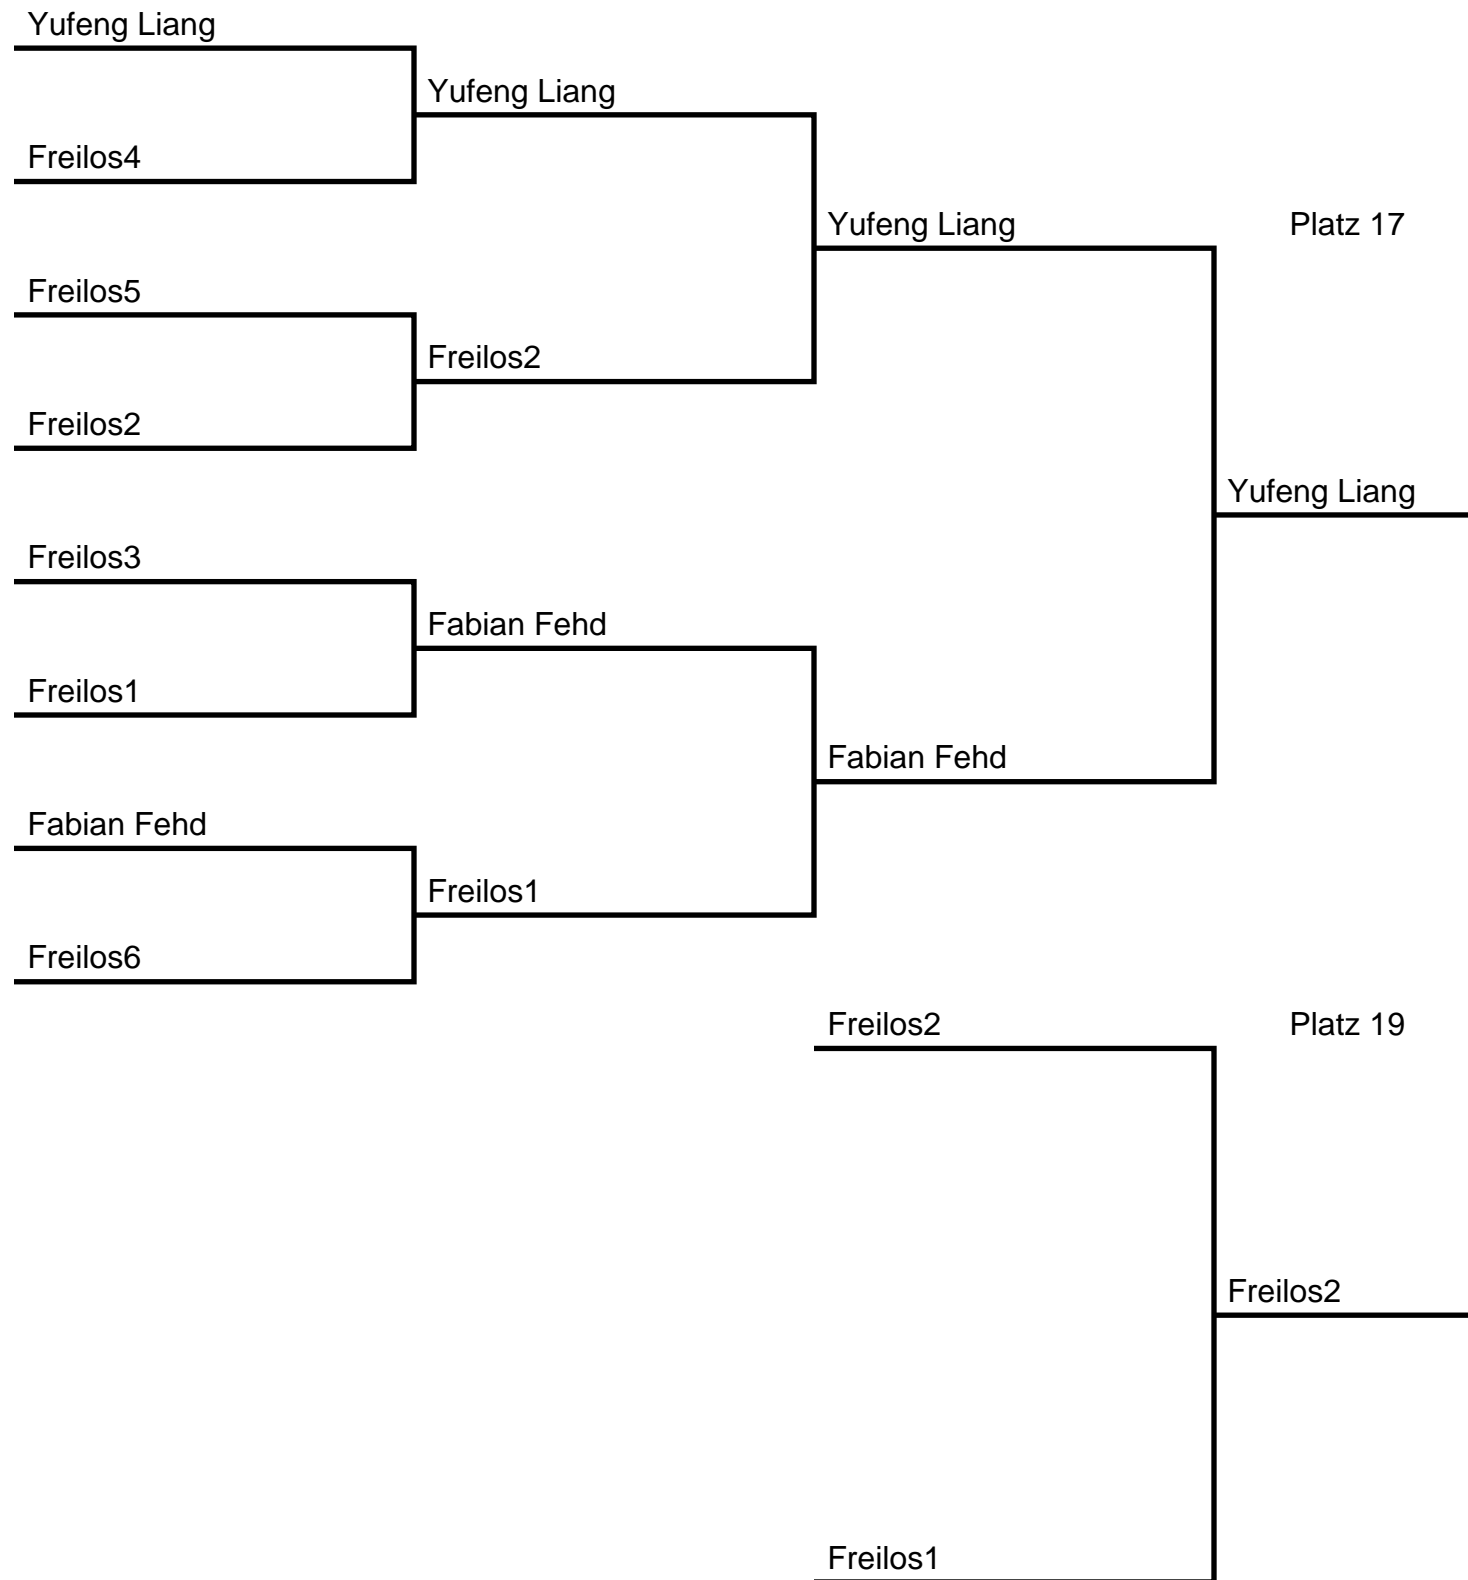 Yufeng Liang
Yufeng Liang
Freilos4
Yufeng Liang
Platz 17
Freilos5
Freilos2
Freilos2
Yufeng Liang
Freilos3
Fabian Fehd
Freilos1
Fabian Fehd
Fabian Fehd
Freilos1
Freilos6
Freilos2
Platz 19
Freilos2
Freilos1